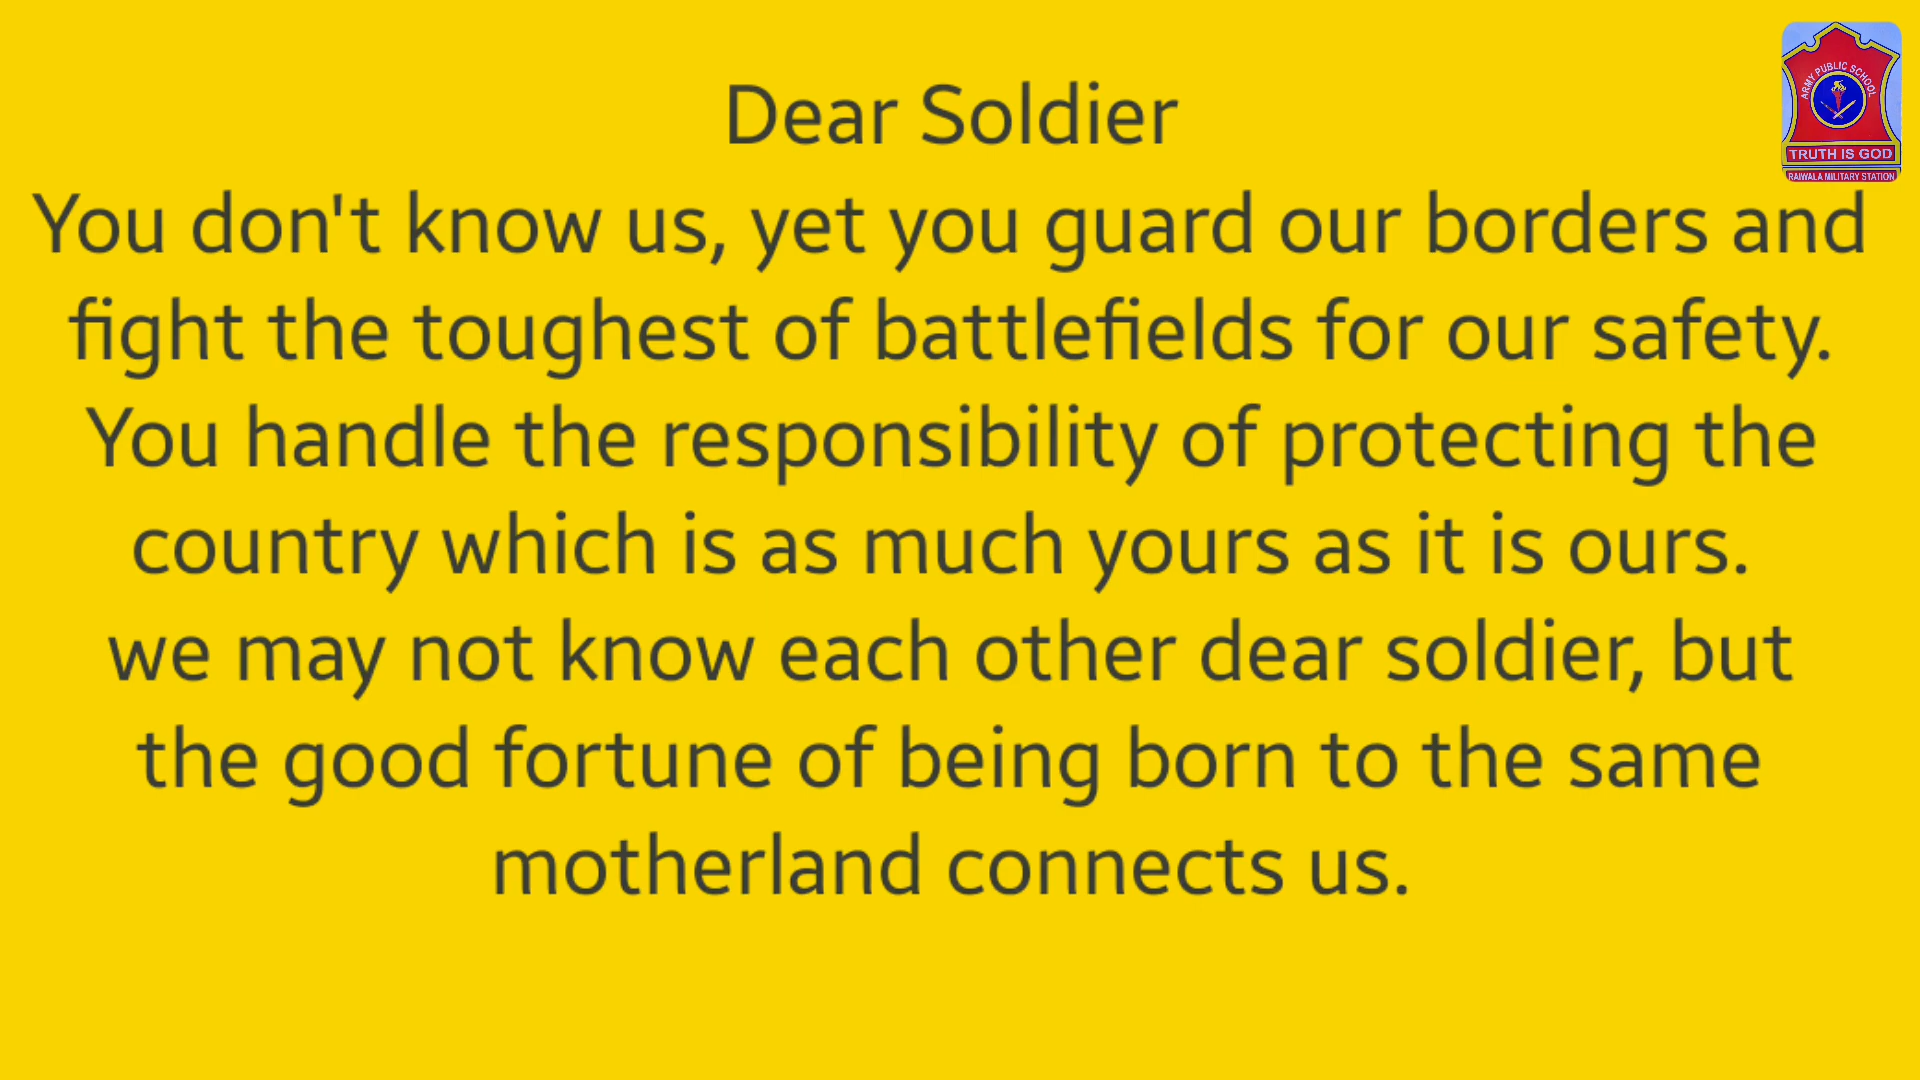 Dear Soldier
You don't know us, yet you guard our borders and
fight the toughest of battlefields for our safety.
You handle the responsibility of protecting the
country which is as much yours as it is ours.
we may not know each other dear soldier, but
the good fortune of being born to the same
motherland connects us.
ARMY PUBLIC SCHOOL
TRUTH IS GOD
RAIWALA MILITARY STATION